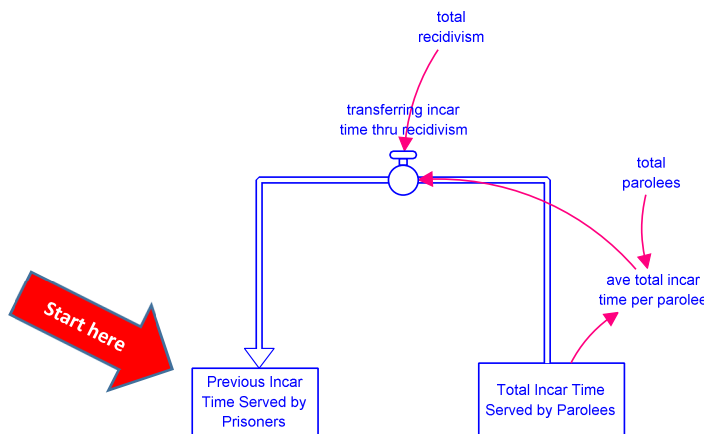 total
recidivism
transferring incar
time thru recidivism
total
parolees
ave total incar
time per parolee
Start here
Previous Incar
Time Served by
Prisoners
Total Incar Time
Served by Parolees